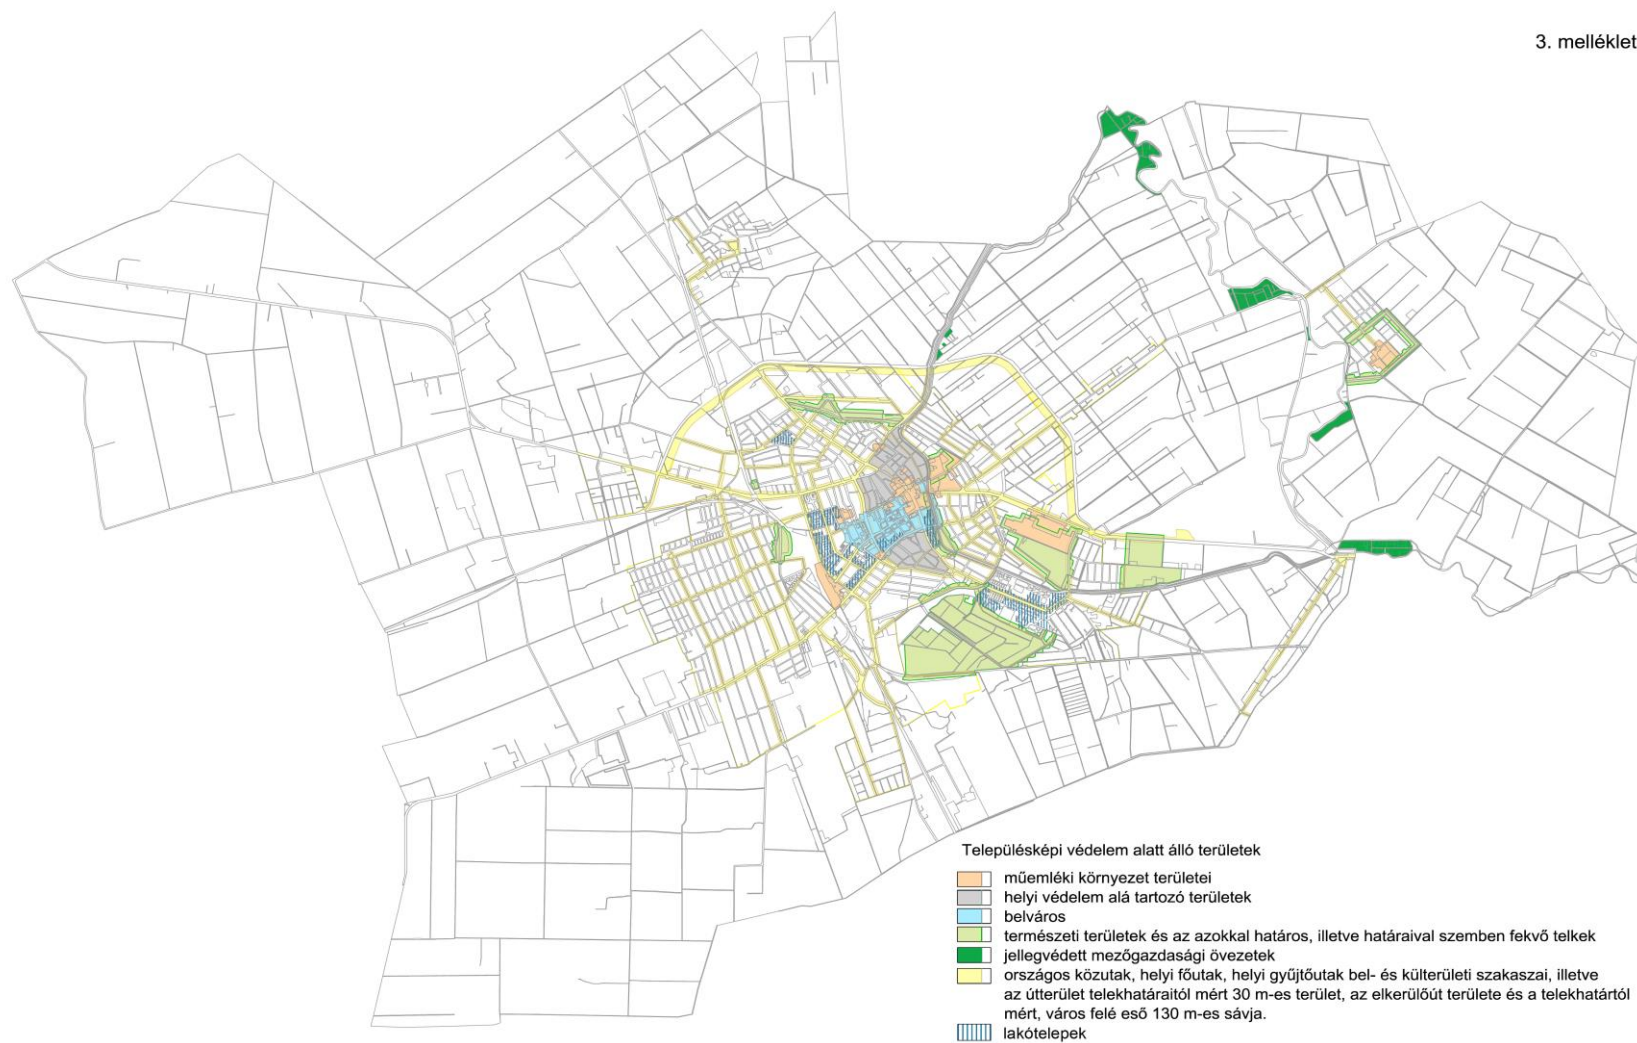 3. melléklet
Településképi védelem alatt álló területek
műemléki környezet területei
helyi védelem alá tartozó területek
belváros
természeti területek és az azokkal határos, illetve határaival szemben fekvő telkek
jellegvédett mezőgazdasági övezetek
országos közutak, helyi főutak, helyi gyűjtőutak bel- és külterületi szakaszai, illetve
az útterület telekhatáraitól mért 30 m-es terület, az elkerülőút területe és a telekhatártól
mért, város felé eső 130 m-es sávja.
lakótelepek